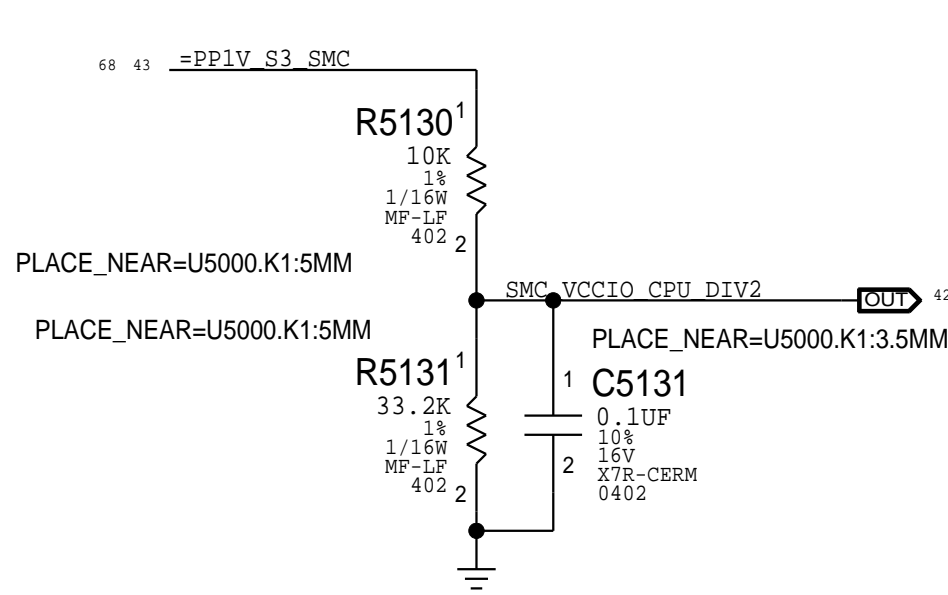 68 43 =PP1V_S3_SMC
R5130 1
10K
1%
1/16W
MF-LF
402 2
PLACE_NEAR=U5000.K1:5MM
SMC_VCCIO_CPU_DIV2
OUT 42
PLACE_NEAR=U5000.K1:5MM
PLACE_NEAR=U5000.K1:3.5MM
R5131 1
33.2K
1%
1/16W
MF-LF
402 2
1 C5131
0.1UF
10%
16V
2 X7R-CERM
0402